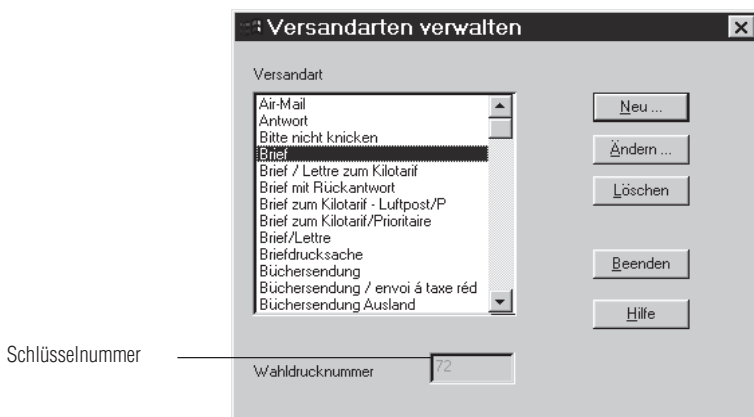 Versandarten verwalten
Versandart
Air-Mail
Antwort
Bitte nicht knicken
Brief
Brief / Lettre zum Kilotarif
Brief mit Rückantwort
Brief zum Kilotarif - Luftpost/P
Brief zum Kilotarif/Prioritaire
Brief/Lettre
Briefdrucksache
Büchersendung
Büchersendung / envoi á taxe réd
Büchersendung Ausland
Neu ...
Ändern ...
Löschen
Beenden
Hilfe
Schlüsselnummer
Wahldrucknummer
72